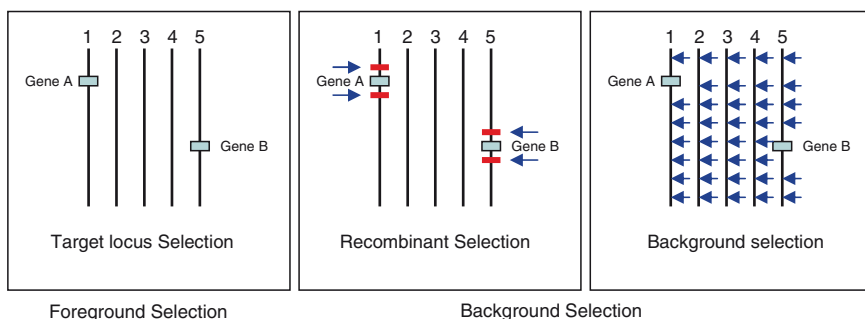 1 2 3 4 5
Gene A
Gene B
Target locus Selection
1 2 3 4 5
Gene A
Gene B
Recombinant Selection
1 2 3 4 5
Gene A
Gene B
Background selection
Foreground Selection
Background Selection